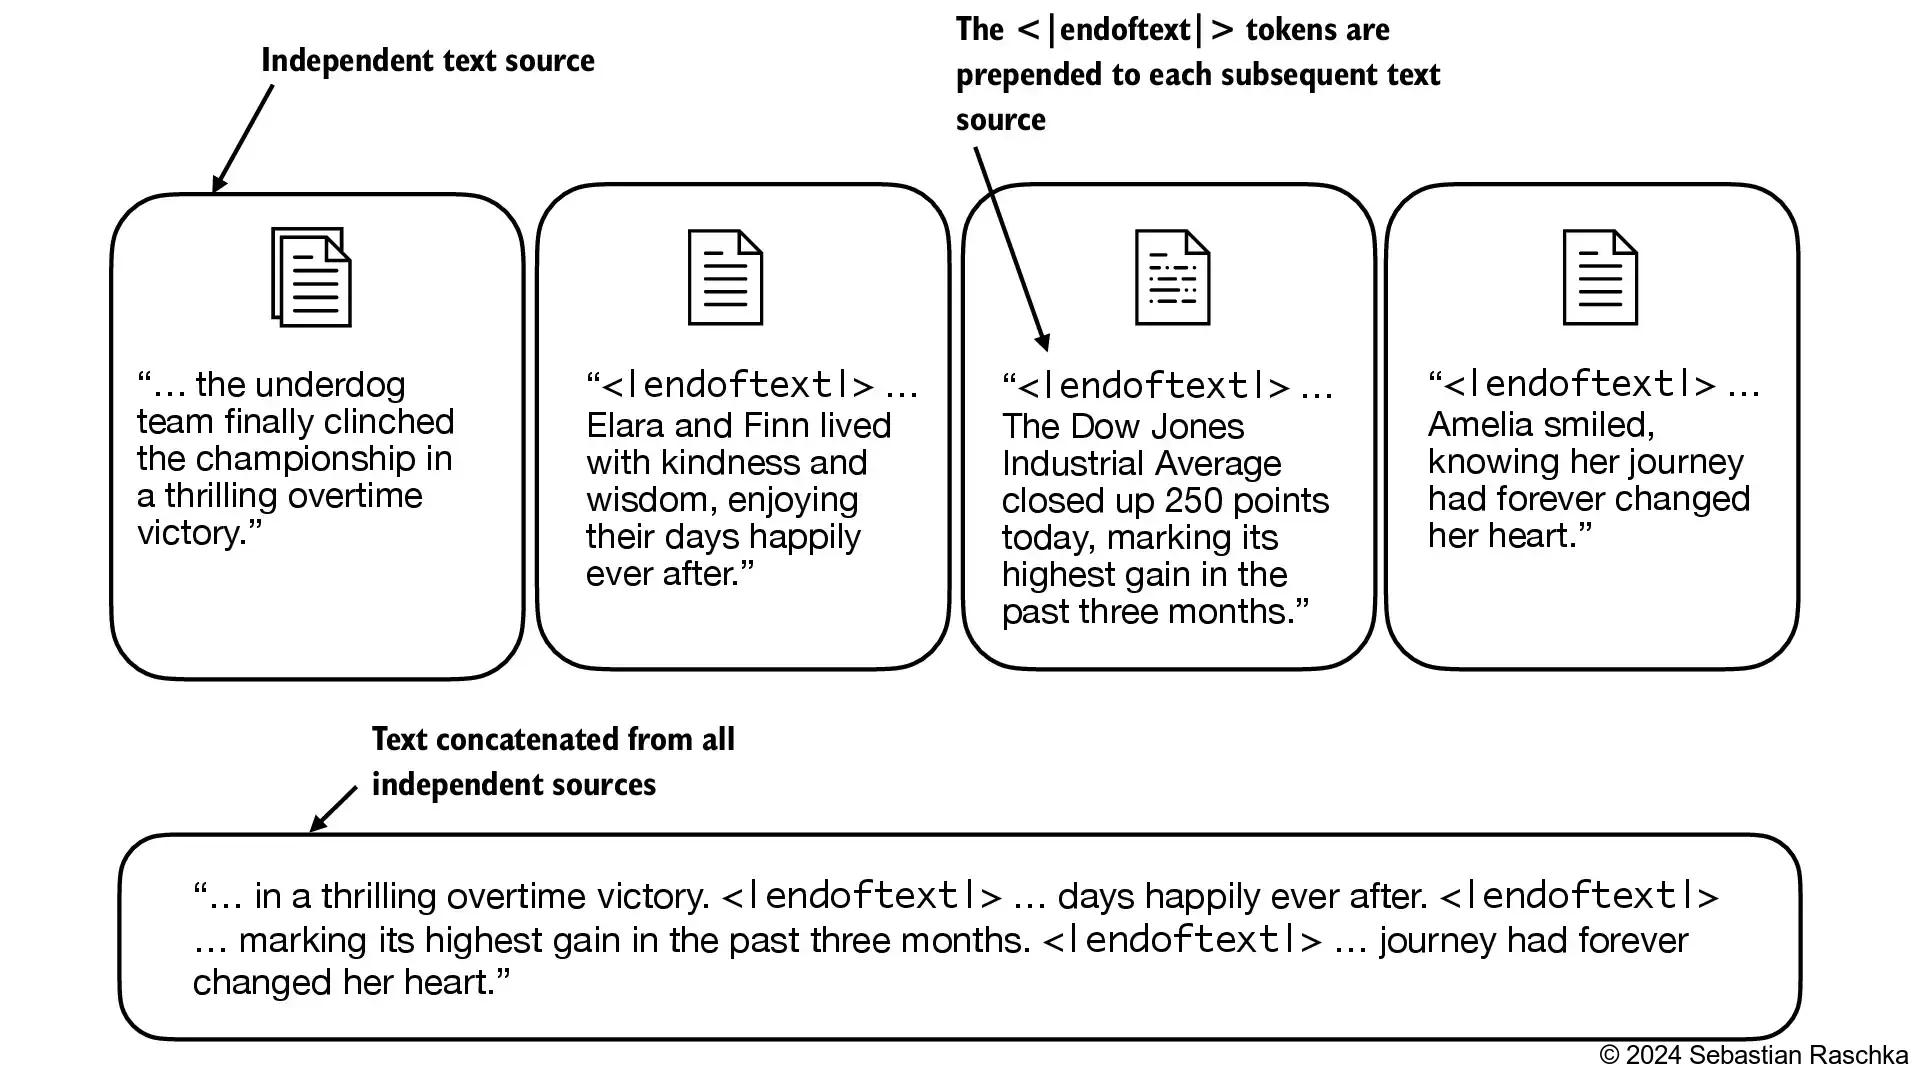 Independent text source
The <|endoftext|> tokens are
prepended to each subsequent text
source
“… the underdog
team finally clinched
the championship in
a thrilling overtime
victory.”
“<|endoftext|> …
Elara and Finn lived
with kindness and
wisdom, enjoying
their days happily
ever after.”
“<|endoftext|> …
The Dow Jones
Industrial Average
closed up 250 points
today, marking its
highest gain in the
past three months.”
“<|endoftext|> …
Amelia smiled,
knowing her journey
had forever changed
her heart.”
Text concatenated from all
independent sources
“… in a thrilling overtime victory. <|endoftext|> … days happily ever after. <|endoftext|>
… marking its highest gain in the past three months. <|endoftext|> … journey had forever
changed her heart.”
© 2024 Sebastian Raschka